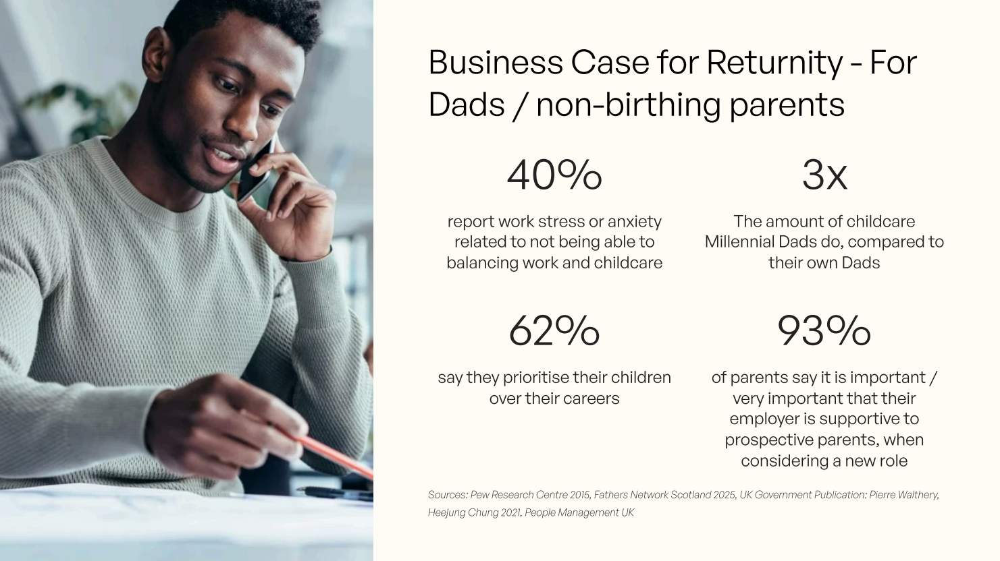 Business Case for Returnity - For
Dads / non-birthing parents
40%
report work stress or anxiety
related to not being able to
balancing work and childcare
3x
The amount of childcare
Millennial Dads do, compared to
their own Dads
62%
say they prioritise their children
over their careers
93%
of parents say it is important /
very important that their
employer is supportive to
prospective parents, when
considering a new role
Sources: Pew Research Centre 2015, Fathers Network Scotland 2025, UK Government Publication: Pierre Walthery,
Heejung Chung 2021, People Management UK